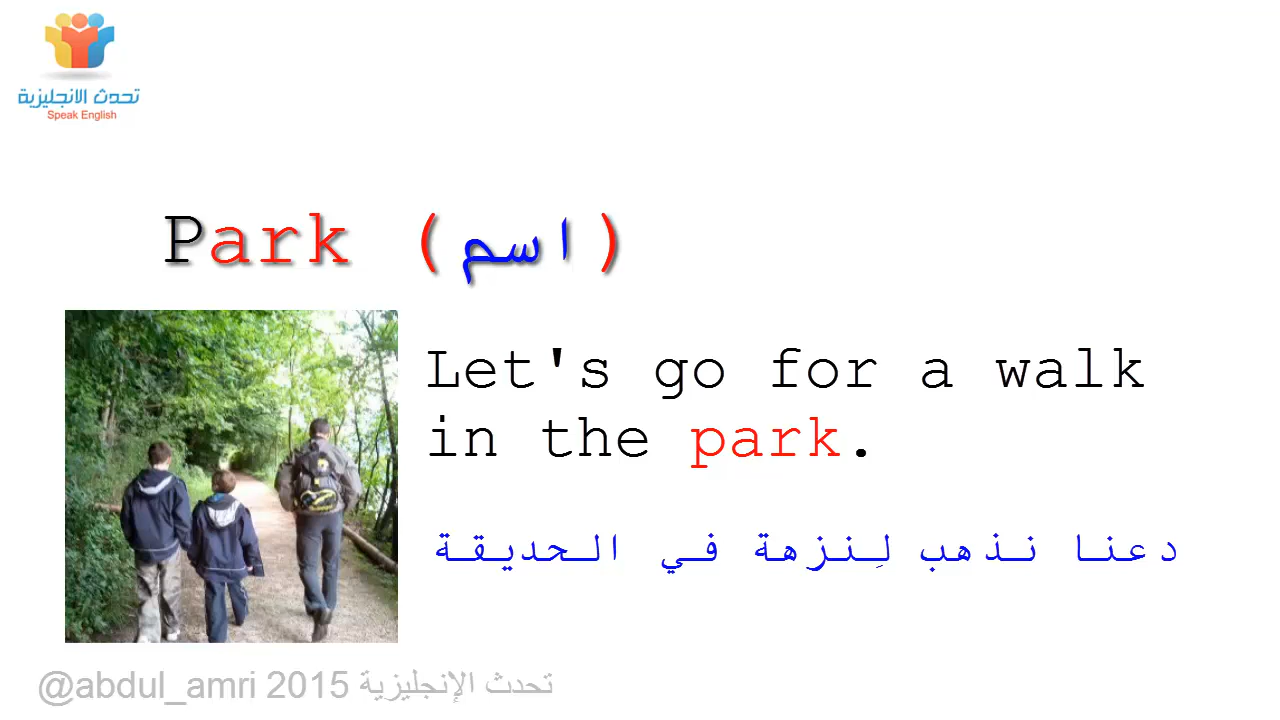 تحدث الانجليزية
Speak English
Park (اسم)
Let's go for a walk
in the park.
دعنا نذهب لِنزهة في الحديقة
@abdul_amri 2015 تحدث الإنجليزية